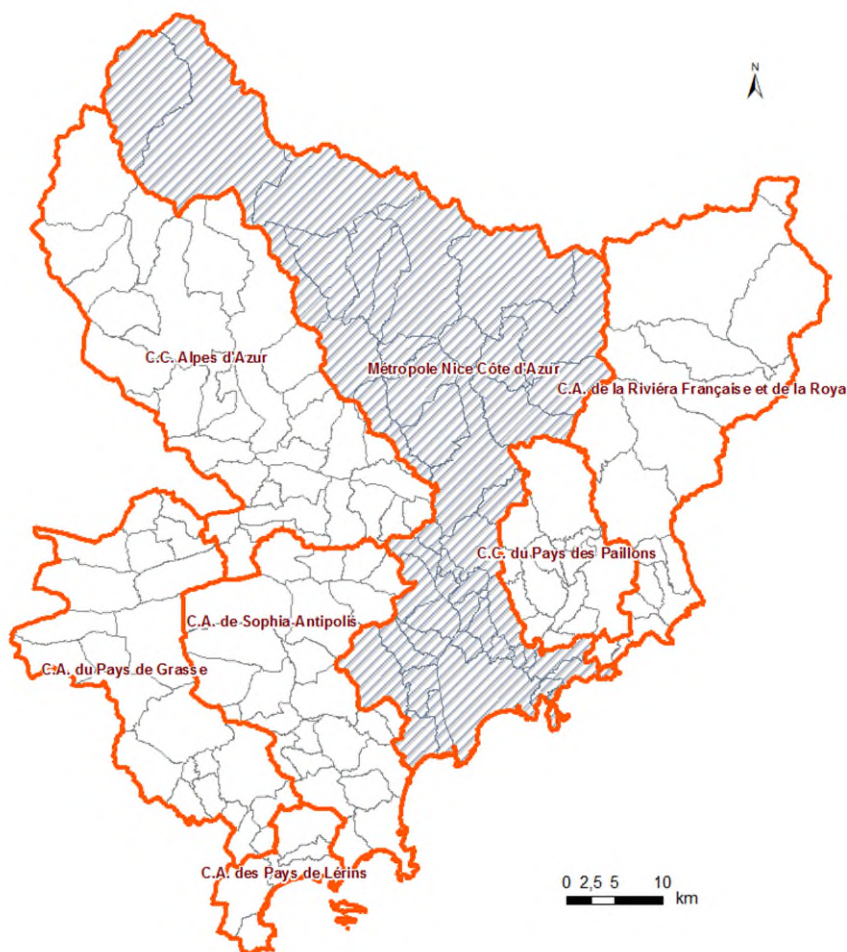 N
C.C. Alpes d'Azur
Métropole Nice Côte d'Azur
C.A. de la Riviéra Française et de la Roya
C.C. du Pays des Paillons
C.A. de Sophia Antipolis
C.A. du Pays de Grasse
C.A. des Pays de Lérins
0 2,5 5 10
km